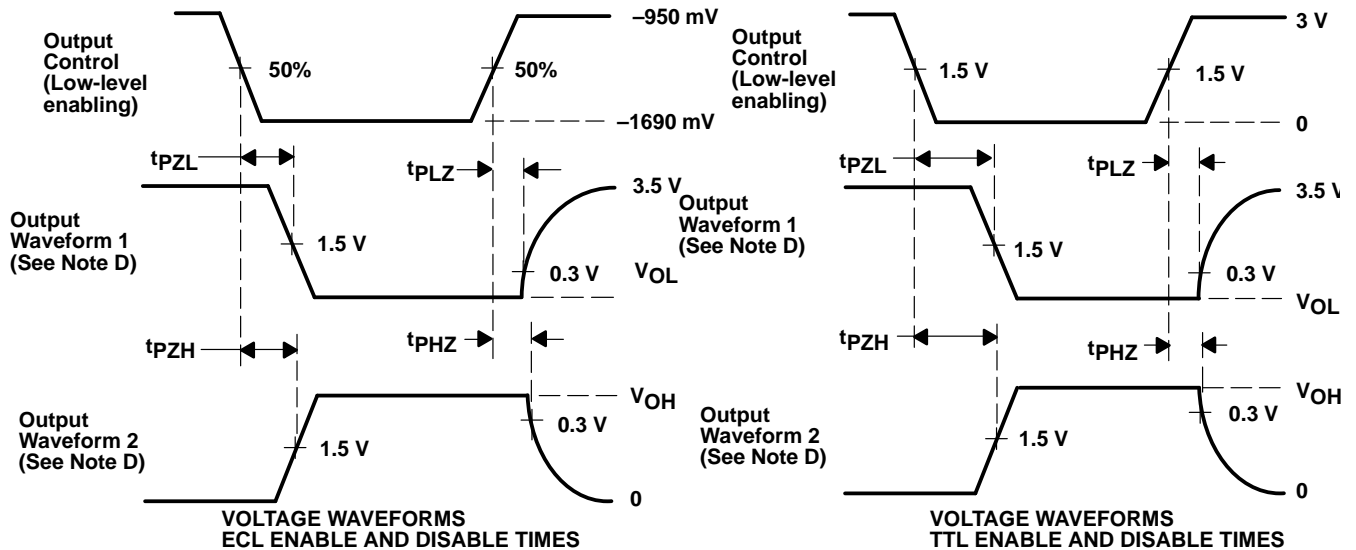 Output
Control
(Low-level
enabling)
50%
50%
–950 mV
–1690 mV
tPZL
tPLZ
Output
Waveform 1
(See Note D)
1.5 V
0.3 V
3.5 V
VOL
tPZH
tPHZ
Output
Waveform 2
(See Note D)
1.5 V
0.3 V
VOH
0
VOLTAGE WAVEFORMS
ECL ENABLE AND DISABLE TIMES
Output
Control
(Low-level
enabling)
1.5 V
1.5 V
3 V
0
tPZL
tPLZ
Output
Waveform 1
(See Note D)
1.5 V
0.3 V
3.5 V
VOL
tPZH
tPHZ
Output
Waveform 2
(See Note D)
1.5 V
0.3 V
VOH
0
VOLTAGE WAVEFORMS
TTL ENABLE AND DISABLE TIMES